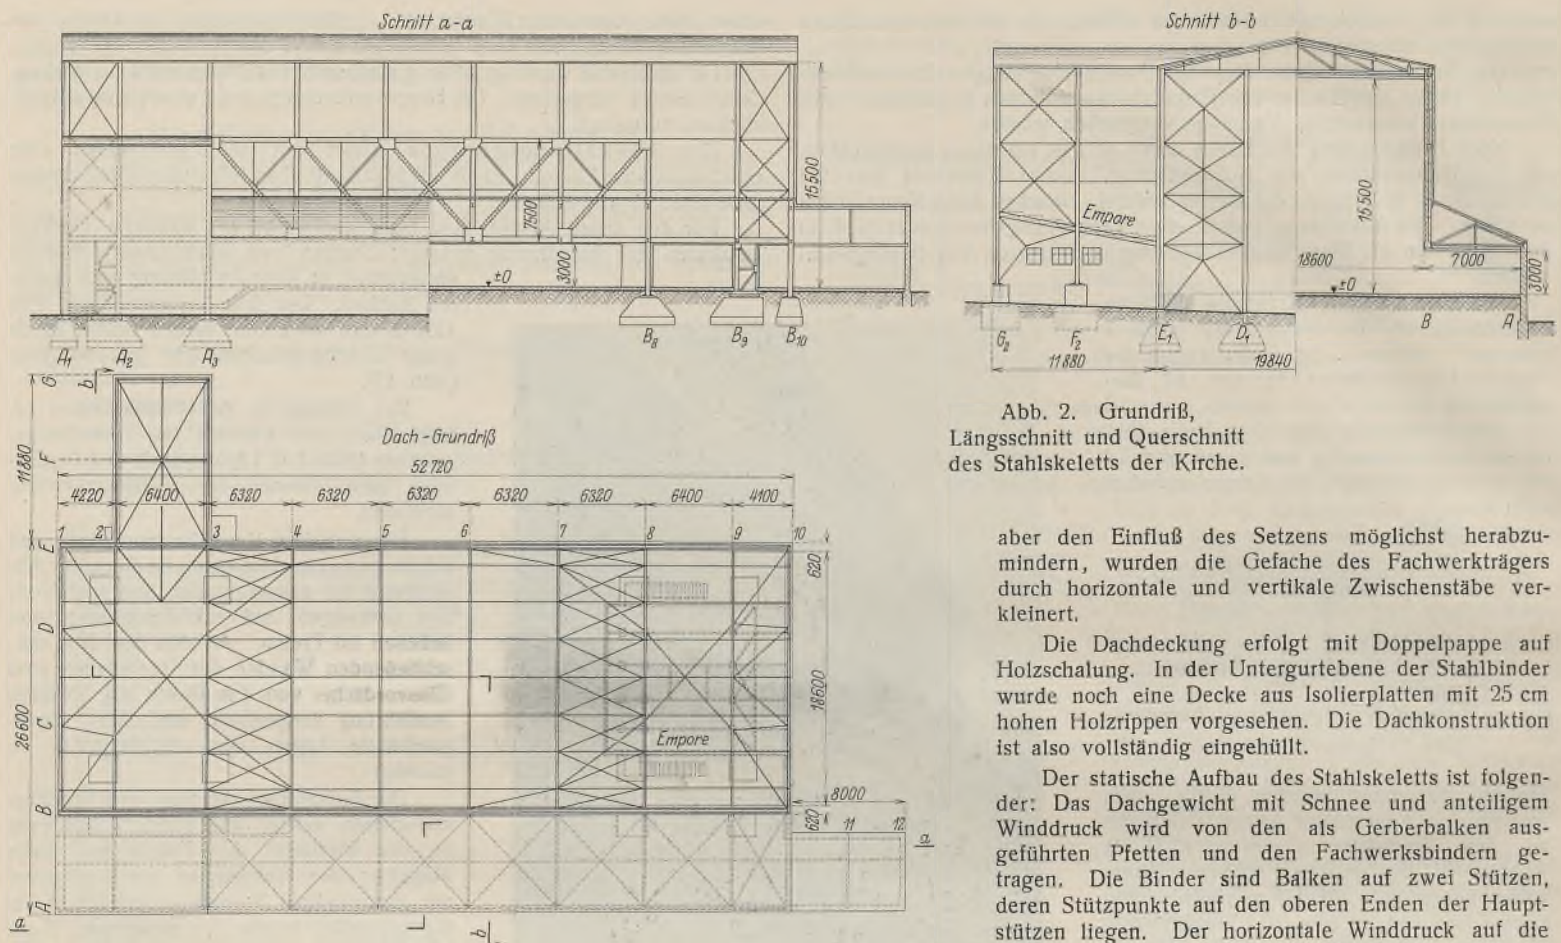 Schnitt a-a
15500
7500
3000
±0
A1 A2 A3 B8 B9 B10
Schnitt b-b
Empore
15500
18600 7000
3000
±0
G2 F2 E1 D1 B A
11880 19840
Abb. 2. Grundriß,
Längsschnitt und Querschnitt
des Stahlskeletts der Kirche.
G b
Dach-Grundriß
11880
F
52720
4220 6400 6320 6320 6320 6320 6320 6400 4100
1 2 3 4 5 6 7 8 9 10
E
620
D
26600
18600
C
Empore
B
8000
620 11 12
a
A
a
b
aber den Einfluß des Setzens möglichst herabzu-
mindern, wurden die Gefache des Fachwerkträgers
durch horizontale und vertikale Zwischenstäbe ver-
kleinert.
Die Dachdeckung erfolgt mit Doppelpappe auf
Holzschalung. In der Untergurtebene der Stahlbinder
wurde noch eine Decke aus Isolierplatten mit 25 cm
hohen Holzrippen vorgesehen. Die Dachkonstruktion
ist also vollständig eingehüllt.
Der statische Aufbau des Stahlskeletts ist folgen-
der: Das Dachgewicht mit Schnee und anteiligem
Winddruck wird von den als Gerberbalken aus-
geführten Pfetten und den Fachwerksbindern ge-
tragen. Die Binder sind Balken auf zwei Stützen,
deren Stützpunkte auf den oberen Enden der Haupt-
stützen liegen. Der horizontale Winddruck auf die